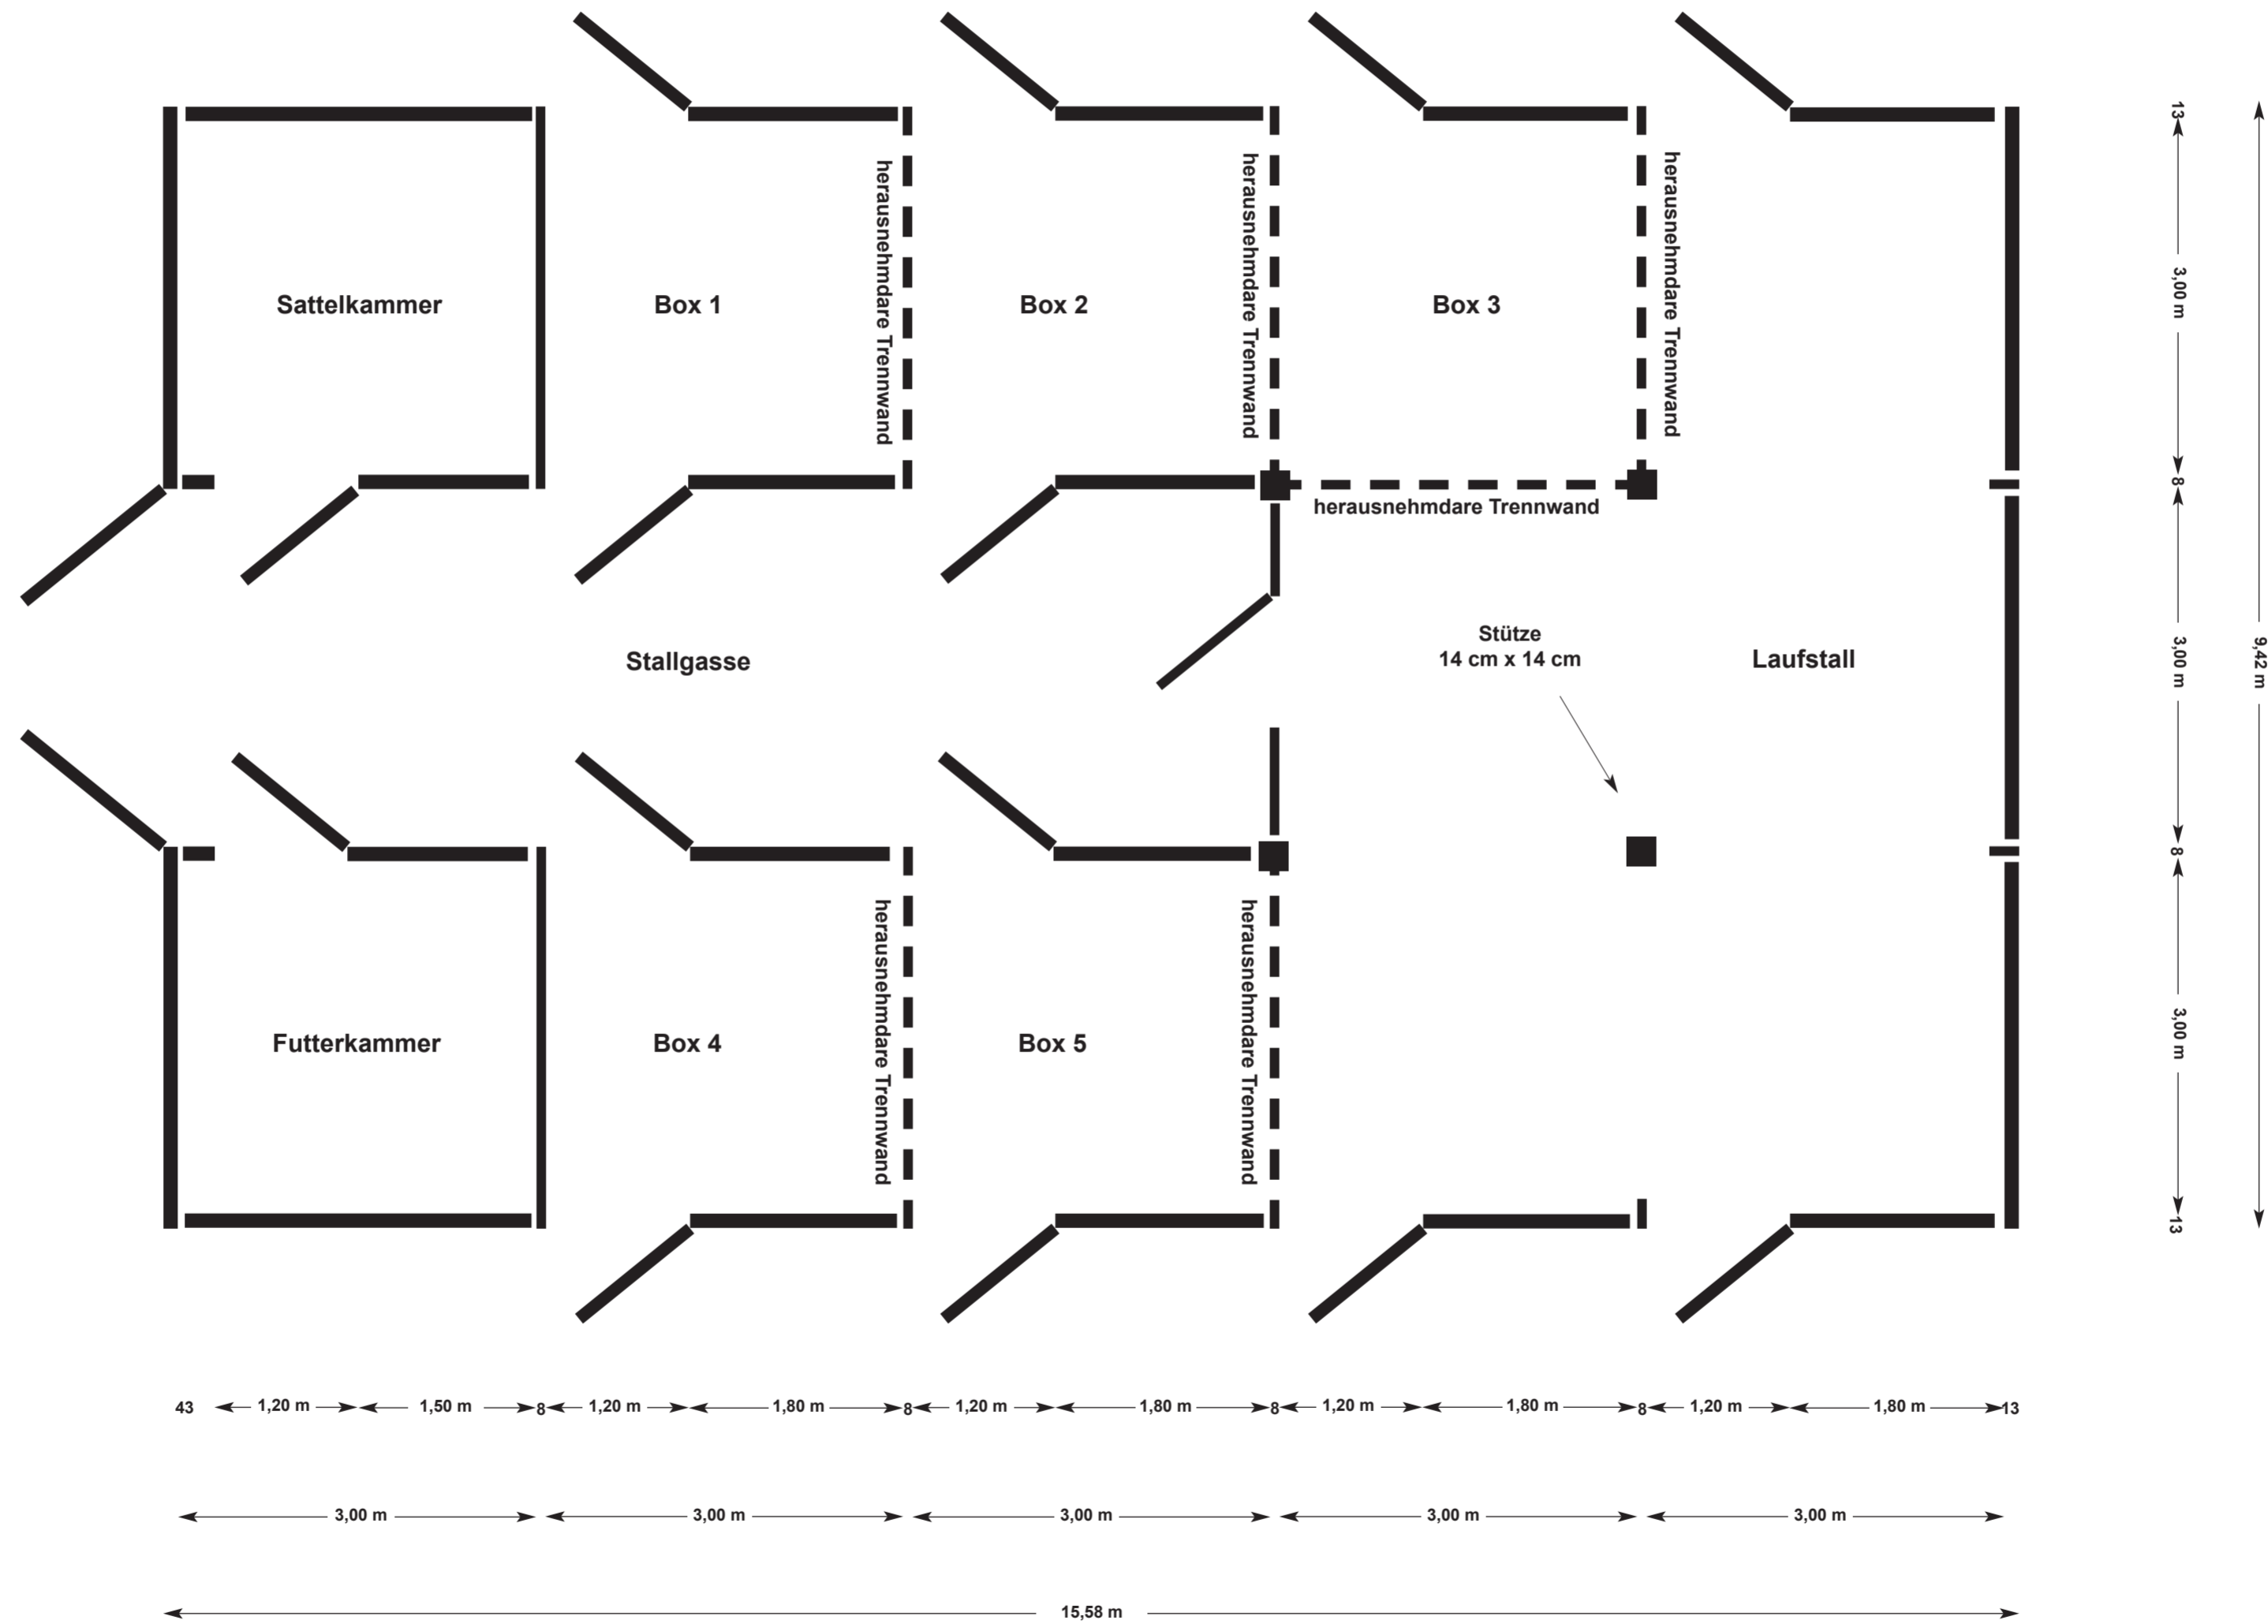 Sattelkammer
Box 1
herausnehmdare Trennwand
Box 2
herausnehmdare Trennwand
Box 3
herausnehmdare Trennwand
herausnehmdare Trennwand
Stallgasse
Stütze
14 cm x 14 cm
Laufstall
Futterkammer
Box 4
herausnehmdare Trennwand
Box 5
herausnehmdare Trennwand
13
3,00 m
8
3,00 m
8
3,00 m
13
9,42 m
43 1,20 m 1,50 m 8 1,20 m 1,80 m 8 1,20 m 1,80 m 8 1,20 m 1,80 m 8 1,20 m 1,80 m 13
3,00 m 3,00 m 3,00 m 3,00 m 3,00 m
15,58 m